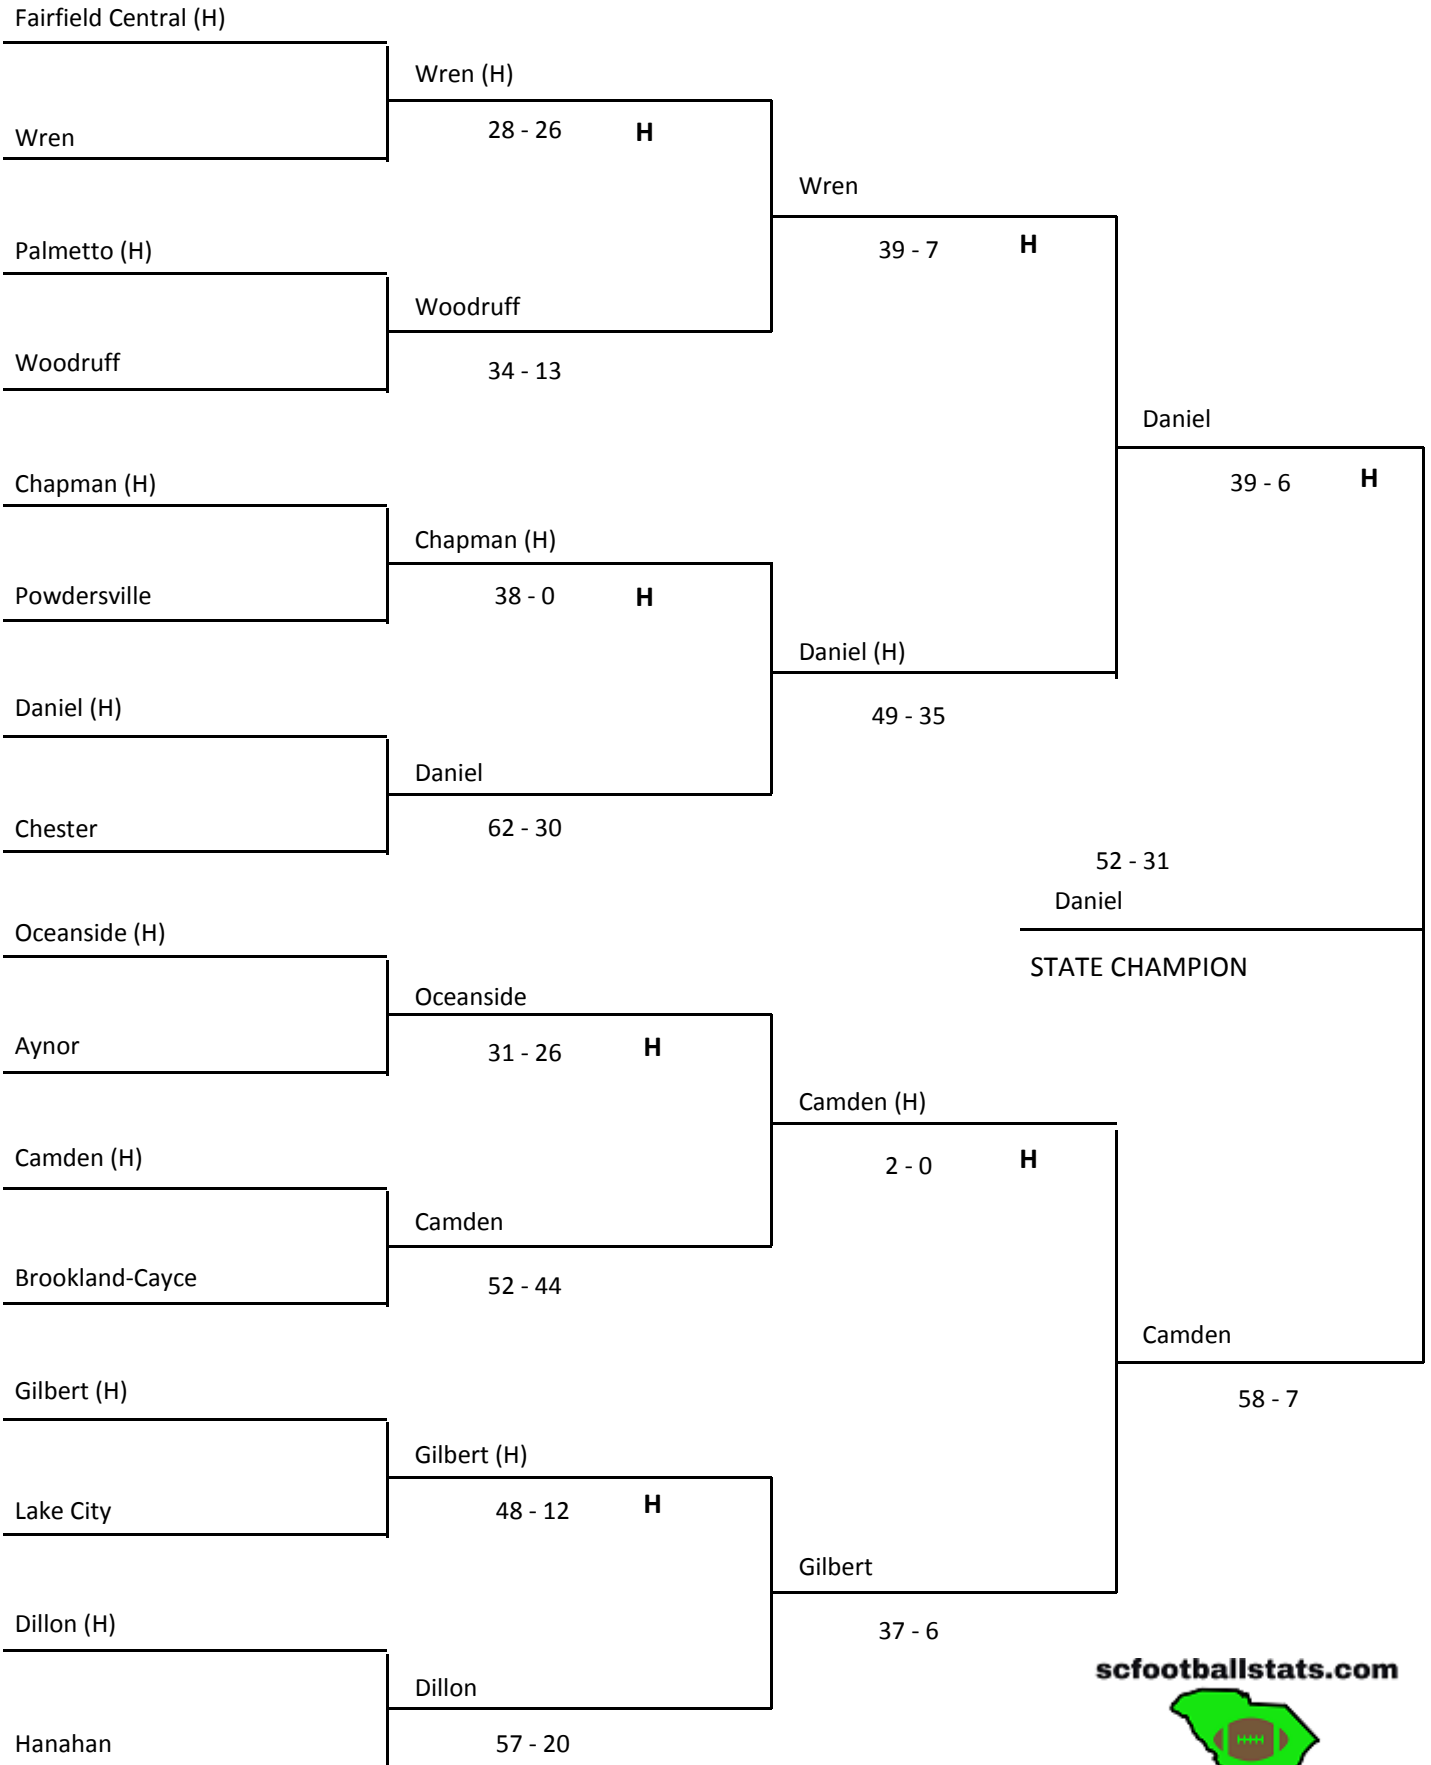 Fairfield Central (H)
Wren (H)
28 - 26 H
Wren
Wren
39 - 7 H
Palmetto (H)
Woodruff
Woodruff
34 - 13
Daniel
39 - 6 H
Chapman (H)
Chapman (H)
38 - 0 H
Powdersville
Daniel (H)
49 - 35
Daniel (H)
Daniel
62 - 30
Chester
52 - 31
Daniel
STATE CHAMPION
Oceanside (H)
Oceanside
31 - 26 H
Aynor
Camden (H)
2 - 0 H
Camden (H)
Camden
52 - 44
Brookland-Cayce
Camden
58 - 7
Gilbert (H)
Gilbert (H)
48 - 12 H
Lake City
Gilbert
37 - 6
Dillon (H)
Dillon
57 - 20
Hanahan
scfootballstats.com